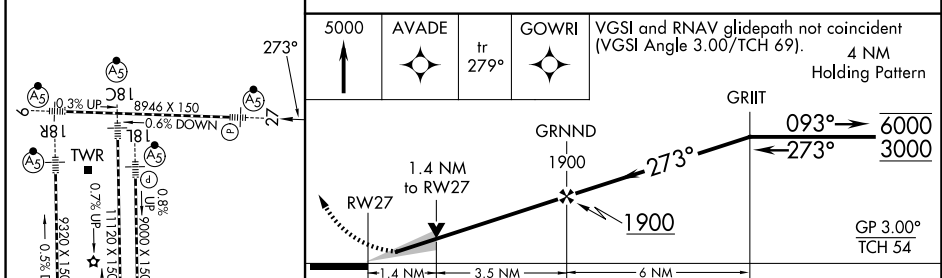 273°
A5
18C
A5
A5
9
0.3% UP
8946 X 150
0.6% DOWN
P
27
18R
18L
A5
TWR
A5
P
0.7% UP
0.8% UP
9320 X 150
11120 X 150
9000 X 150
0.5%
5000
AVADE
tr
279°
GOWRI
VGSI and RNAV glidepath not coincident
(VGSI Angle 3.00/TCH 69).
4 NM
Holding Pattern
GRIIT
093°
6000
273°
3000
GRNND
1900
273°
1.4 NM
to RW27
RW27
1900
GP 3.00°
TCH 54
1.4 NM
3.5 NM
6 NM